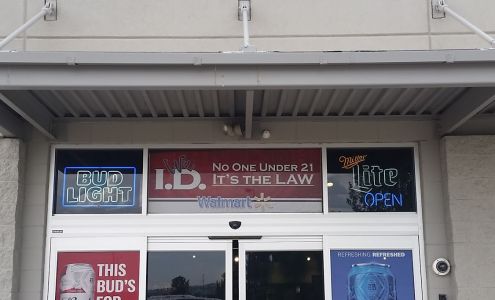 BUD
LIGHT
I.D.
NO ONE UNDER 21
IT'S THE LAW
Walmart
Miller
Lite
OPEN
THIS
BUD'S
FOR
REFRESHING REFRESHED